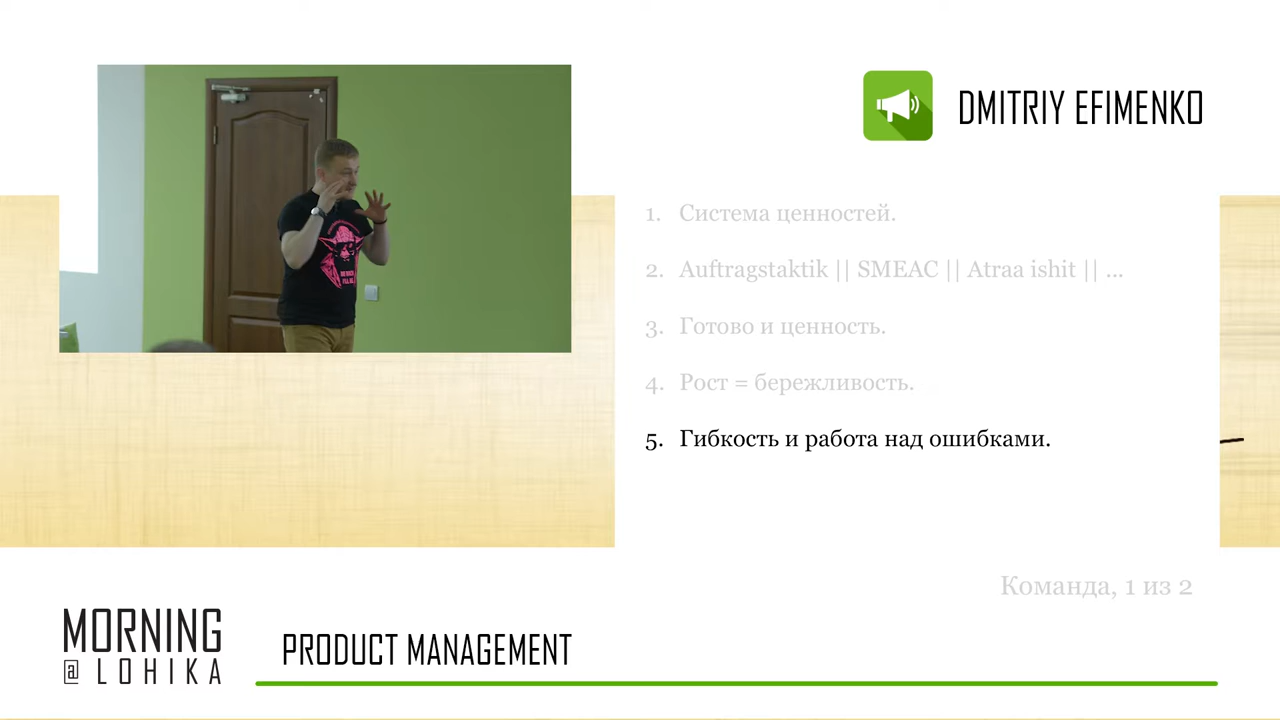 DMITRIY EFIMENKO
1. Система ценностей.
2. Auftragstaktik || SMEAC || Atraa ishit || ...
3. Готово и ценность.
4. Рост = бережливость.
5. Гибкость и работа над ошибками.
Команда, 1 из 2
MORNING
@ LOHIKA
PRODUCT MANAGEMENT